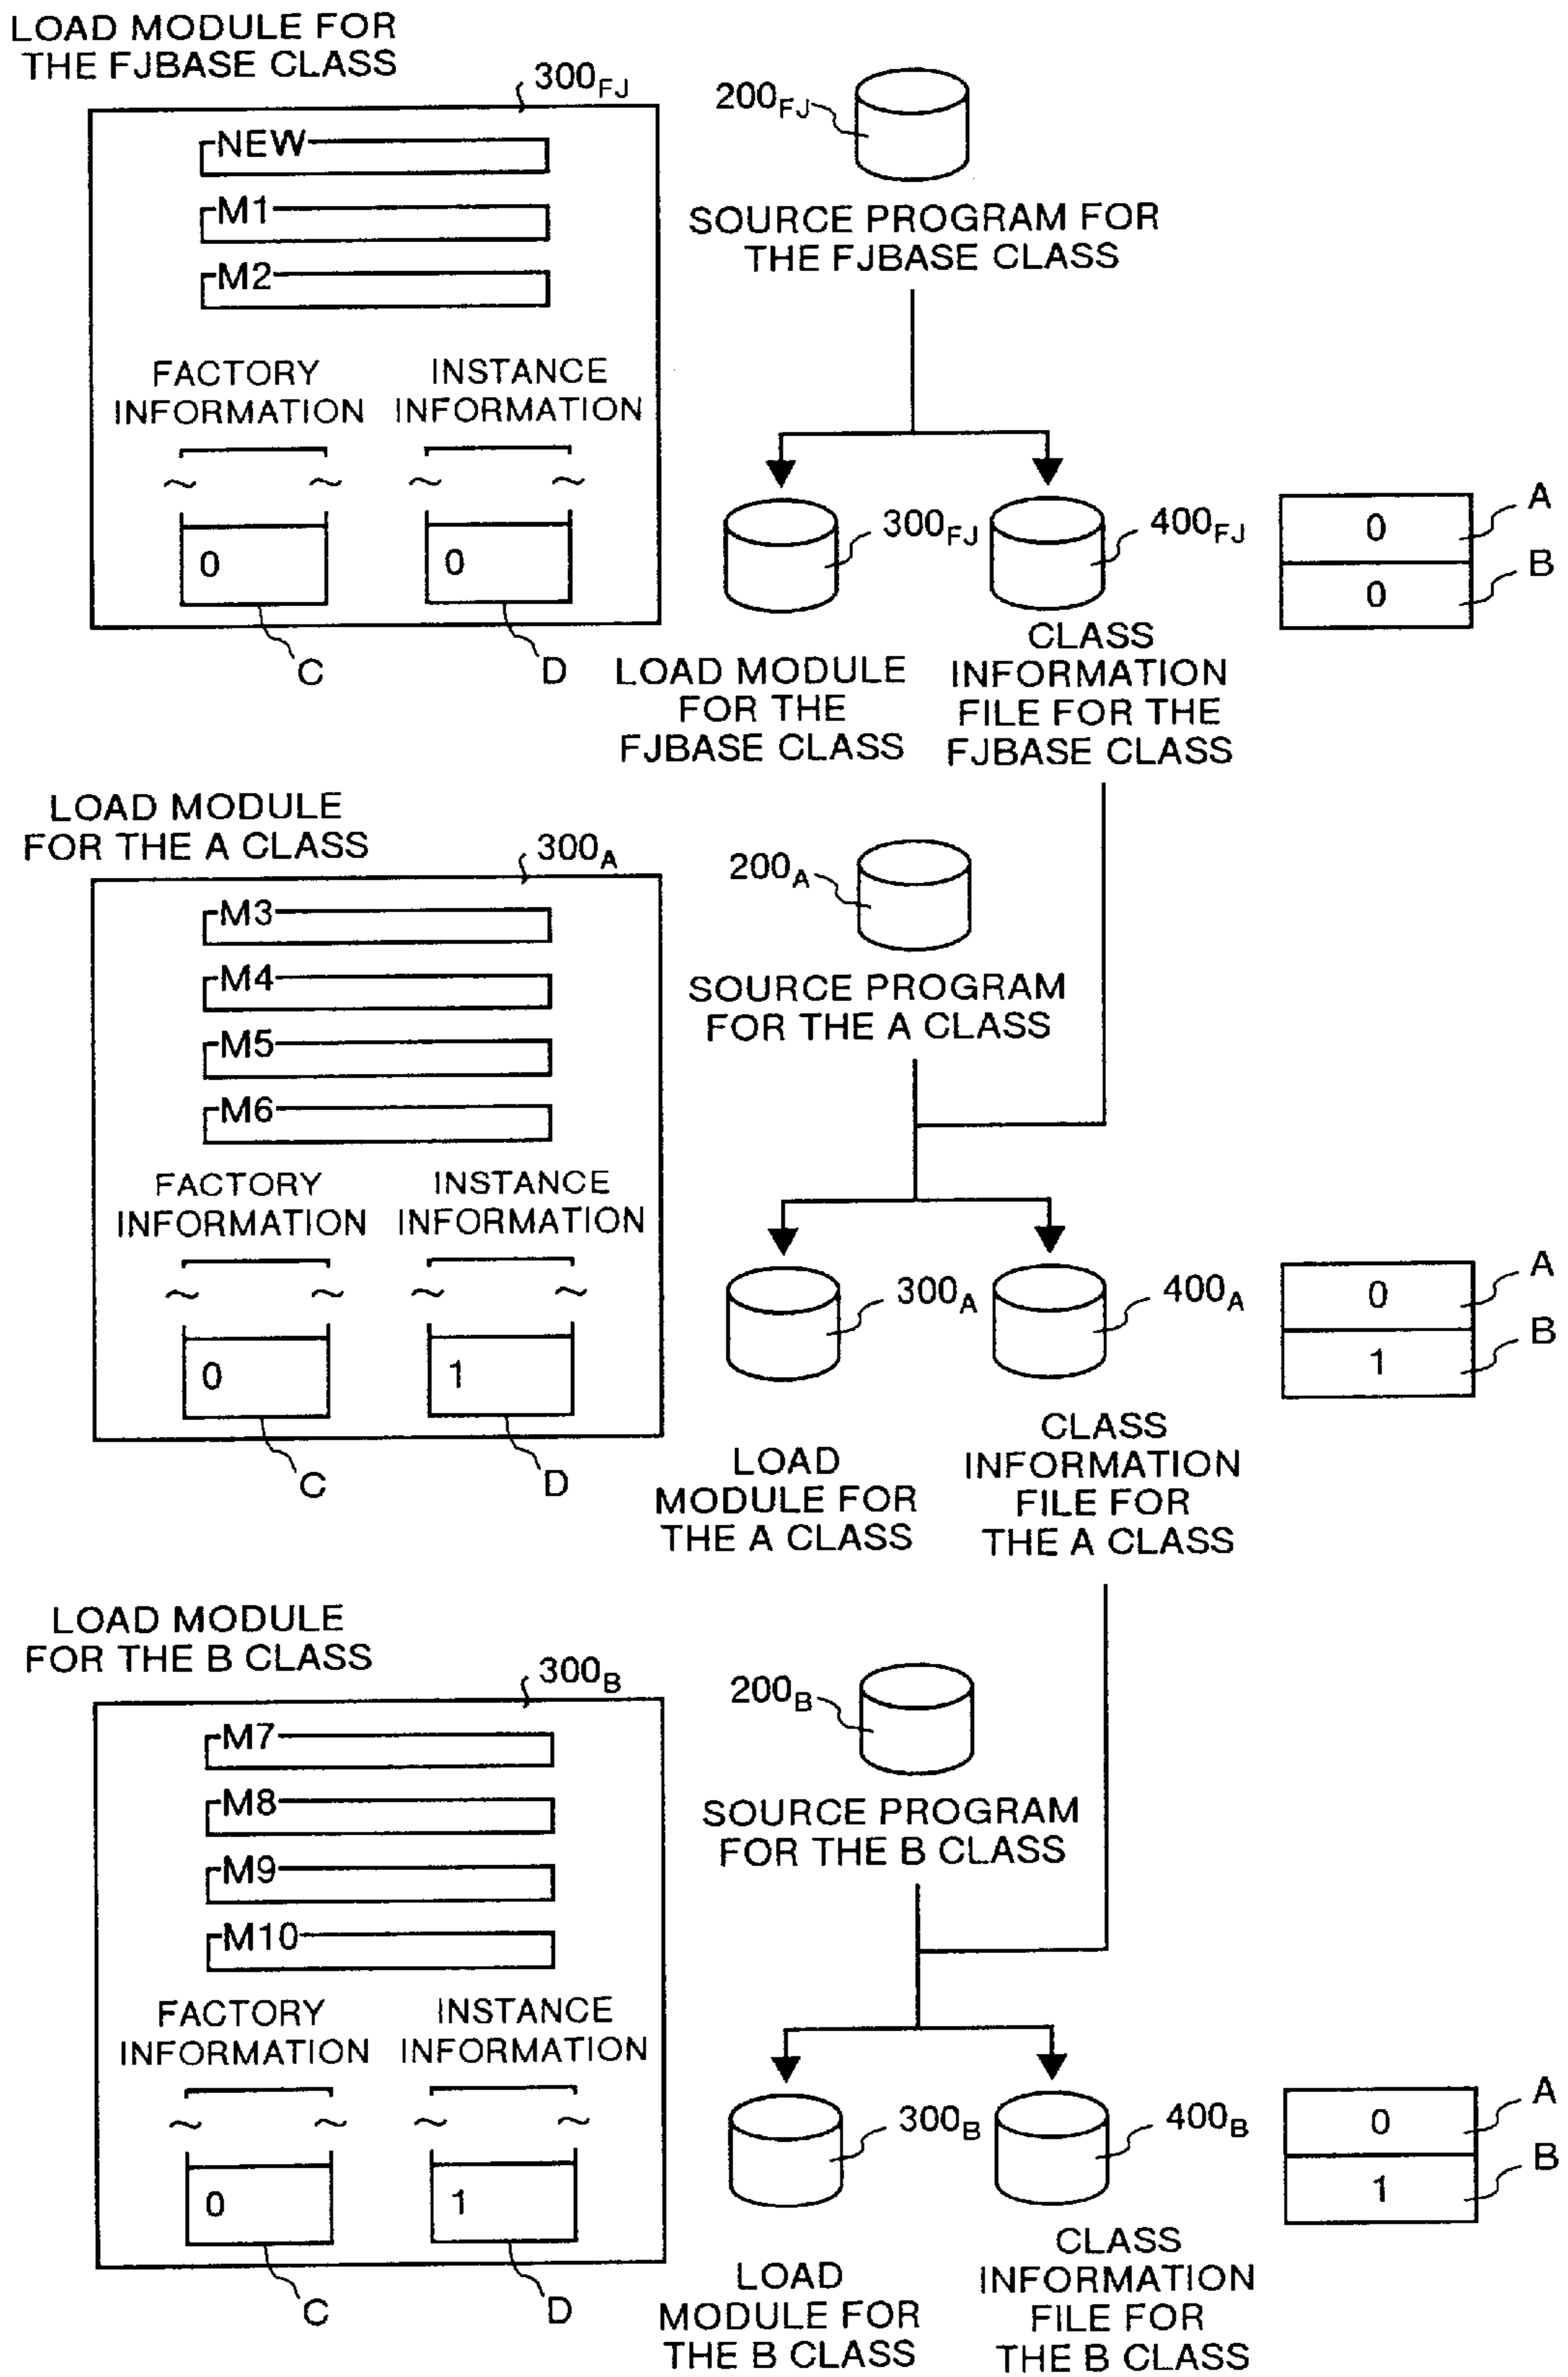 LOAD MODULE FOR
THE FJBASE CLASS
300FJ
NEW
M1
M2
FACTORY
INFORMATION
INSTANCE
INFORMATION
0
0
C
D
200FJ
SOURCE PROGRAM FOR
THE FJBASE CLASS
300FJ
400FJ
LOAD MODULE
FOR THE
FJBASE CLASS
CLASS
INFORMATION
FILE FOR THE
FJBASE CLASS
0
A
0
B
LOAD MODULE
FOR THE A CLASS
300A
M3
M4
M5
M6
FACTORY
INFORMATION
INSTANCE
INFORMATION
0
1
C
D
200A
SOURCE PROGRAM
FOR THE A CLASS
300A
400A
LOAD
MODULE FOR
THE A CLASS
CLASS
INFORMATION
FILE FOR
THE A CLASS
0
A
1
B
LOAD MODULE
FOR THE B CLASS
300B
M7
M8
M9
M10
FACTORY
INFORMATION
INSTANCE
INFORMATION
0
1
C
D
200B
SOURCE PROGRAM
FOR THE B CLASS
300B
400B
LOAD
MODULE FOR
THE B CLASS
CLASS
INFORMATION
FILE FOR
THE B CLASS
0
A
1
B